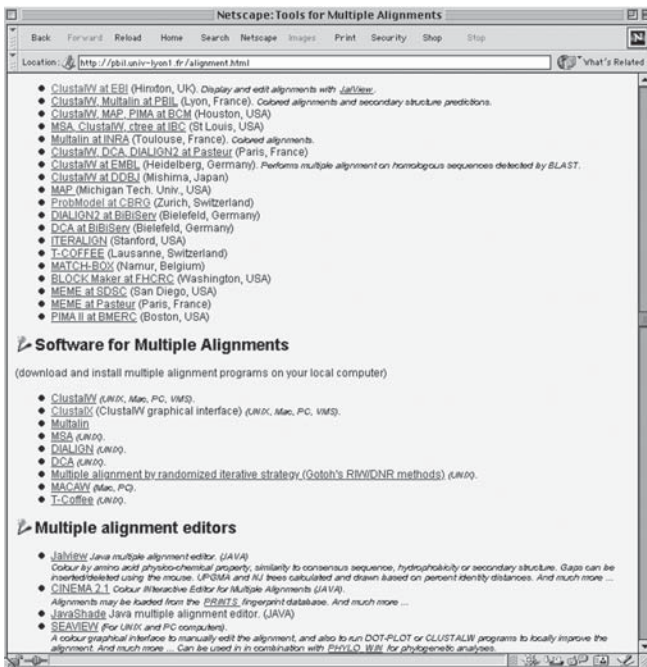 Netscape: Tools for Multiple Alignments
Back Forward Reload Home Search Netscape Images Print Security Shop Stop
N
Location: http://pbil.univ-lyon1.fr/alignment.html What's Related
ClustalW at EBI (Hinxton, UK). Display and edit alignments with JalView.
ClustalW, Multalin at PBIL (Lyon, France). Colored alignments and secondary structure predictions.
ClustalW, MAP, PIMA at BCM (Houston, USA)
MSA, ClustalW, ctree at IBC (St Louis, USA)
Multalin at INRA (Toulouse, France). Colored alignments.
ClustalW, DCA, DIALIGN2 at Pasteur (Paris, France)
ClustalW at EMBL (Heidelberg, Germany). Performs multiple alignment on homologous sequences detected by BLAST.
ClustalW at DDBJ (Mishima, Japan)
MAP (Michigan Tech. Univ., USA)
ProbModel at CBRG (Zurich, Switzerland)
DIALIGN2 at BiBiServ (Bielefeld, Germany)
DCA at BiBiServ (Bielefeld, Germany)
ITERALIGN (Stanford, USA)
T-COFFEE (Lausanne, Switzerland)
MATCH-BOX (Namur, Belgium)
BLOCK Maker at FHCRC (Washington, USA)
MEME at SDSC (San Diego, USA)
MEME at Pasteur (Paris, France)
PIMA II at BMERC (Boston, USA)
Software for Multiple Alignments
(download and install multiple alignment programs on your local computer)
ClustalW (UNIX, Mac, PC, VMS).
ClustalX (ClustalW graphical interface) (UNIX, Mac, PC, VMS).
Multalin
MSA (UNIX).
DIALIGN (UNIX).
DCA (UNIX).
Multiple alignment by randomized iterative strategy (Gotoh's RIW/DNR methods) (UNIX).
MACAW (Mac, PC).
T-Coffee (UNIX).
Multiple alignment editors
Jalview Java multiple alignment editor. (JAVA)
Colour by amino acid physico-chemical property, similarity to consensus sequence, hydrophobicity or secondary structure. Gaps can be
inserted/deleted using the mouse. UPGMA and NJ trees calculated and drawn based on percent identity distances. And much more ...
CINEMA 2.1 Colour INteractive Editor for Multiple Alignments (JAVA).
Alignments may be loaded from the PRINTS fingerprint database. And much more ...
JavaShade Java multiple alignment editor. (JAVA)
SEAVIEW (For UNIX and PC computers).
A colour graphical interface to manually edit the alignment, and also to run DOT-PLOT or CLUSTALW programs to locally improve the
alignment. And much more ... Can be used in in combination with PHYLO_WIN for phylogenetic analyses.